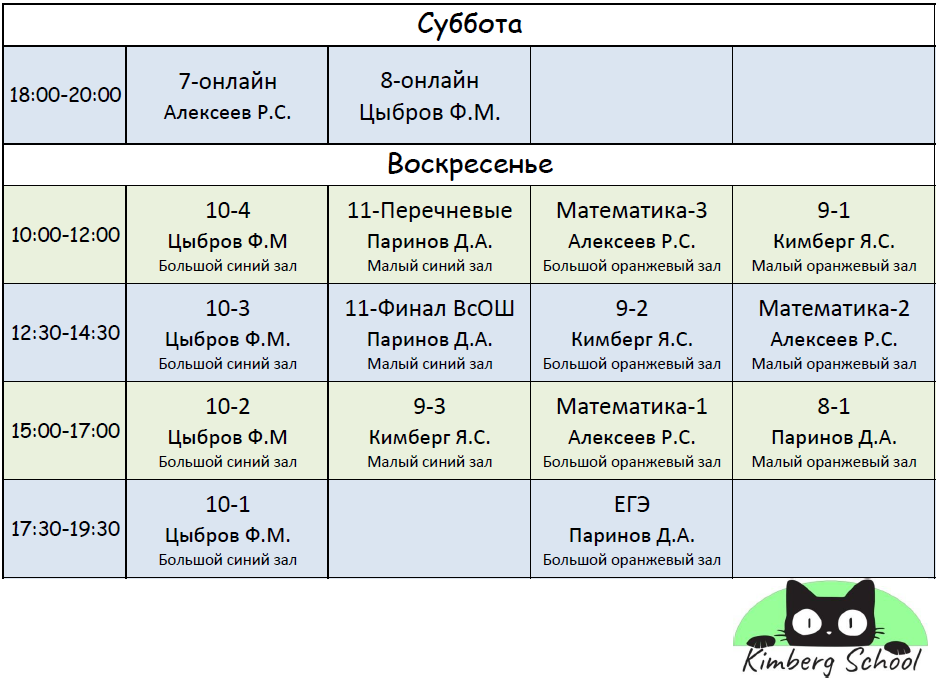 Суббота
18:00-20:00
7-онлайн
Алексеев Р.С.
8-онлайн
Цыбров Ф.М.
Воскресенье
10:00-12:00
10-4
Цыбров Ф.М
Большой синий зал
11-Перечневые
Паринов Д.А.
Малый синий зал
Математика-3
Алексеев Р.С.
Большой оранжевый зал
9-1
Кимберг Я.С.
Малый оранжевый зал
12:30-14:30
10-3
Цыбров Ф.М.
Большой синий зал
11-Финал ВсОШ
Паринов Д.А.
Малый синий зал
9-2
Кимберг Я.С.
Большой оранжевый зал
Математика-2
Алексеев Р.С.
Малый оранжевый зал
15:00-17:00
10-2
Цыбров Ф.М
Большой синий зал
9-3
Кимберг Я.С.
Малый синий зал
Математика-1
Алексеев Р.С.
Большой оранжевый зал
8-1
Паринов Д.А.
Малый оранжевый зал
17:30-19:30
10-1
Цыбров Ф.М.
Большой синий зал
ЕГЭ
Паринов Д.А.
Большой оранжевый зал
Kimberg School